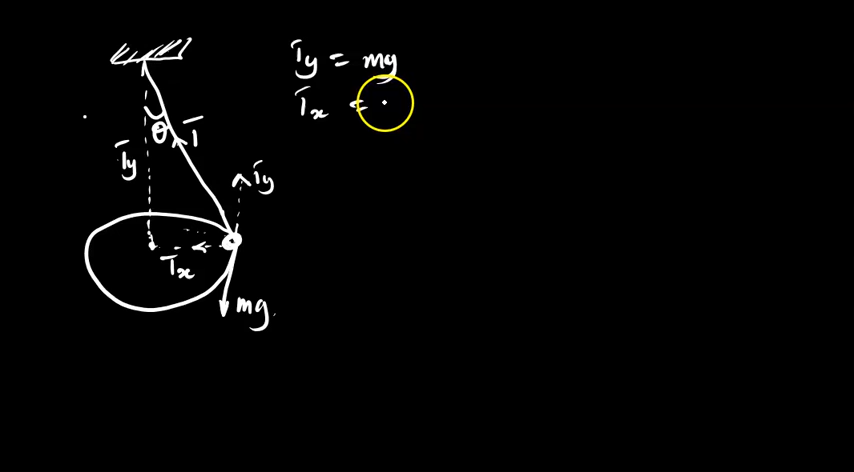 Ty = mg
Tx =
θ
T
Ty
Ty
Tx
mg.